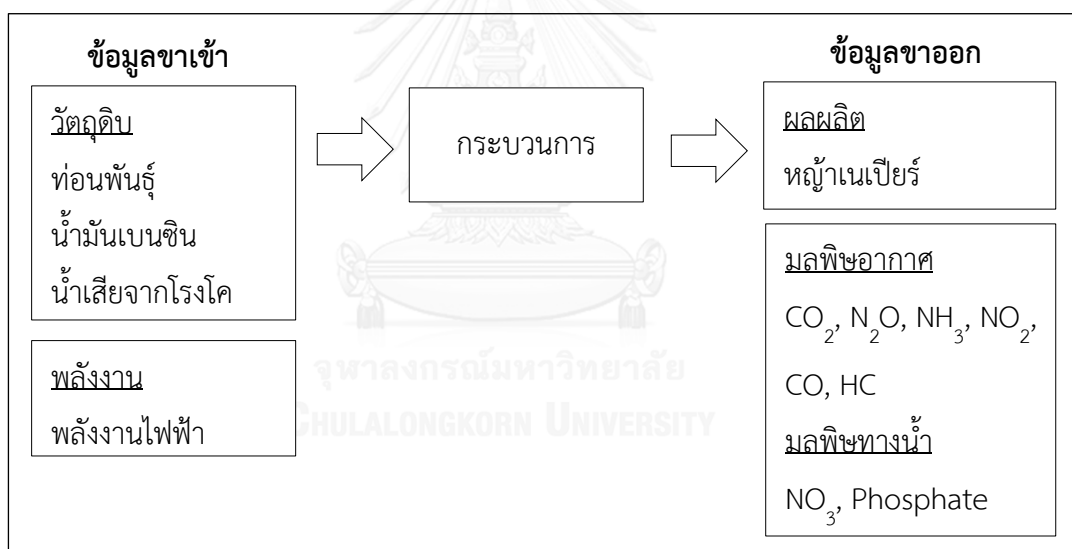 ข้อมูลขาเข้า
วัตถุดิบ
ท่อนพันธุ์
น้ำมันเบนซิน
น้ำเสียจากโรงโค
พลังงาน
พลังงานไฟฟ้า
กระบวนการ
ข้อมูลขาออก
ผลผลิต
หญ้าเนเปียร์
มลพิษอากาศ
CO₂, N₂O, NH₃, NO₂,
CO, HC
มลพิษทางน้ำ
NO₃, Phosphate
จุฬาลงกรณ์มหาวิทยาลัย
CHULALONGKORN UNIVERSITY